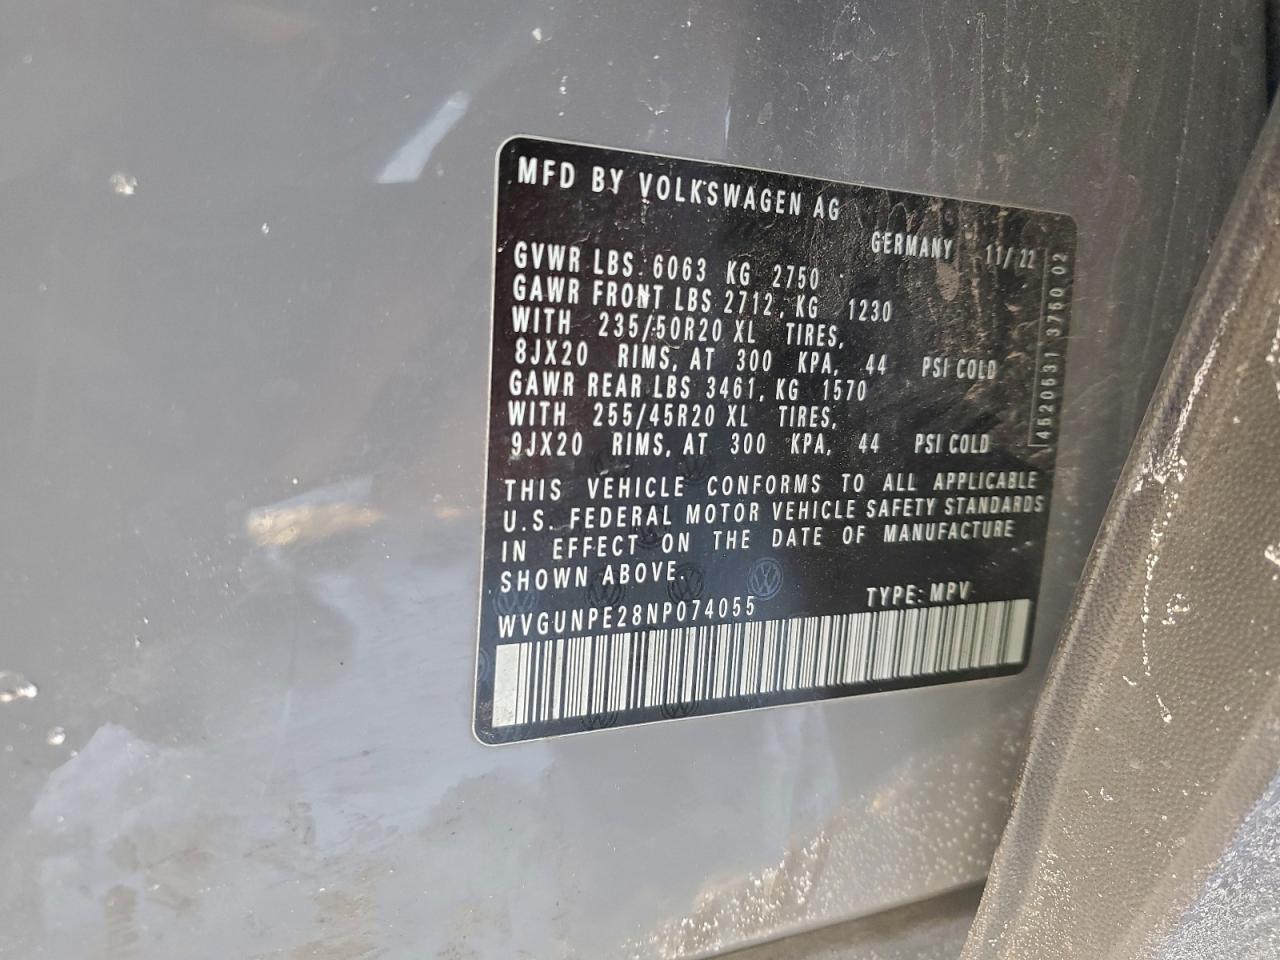 MFD BY VOLKSWAGEN AG
GERMANY 11/22
GVWR LBS 6063 KG 2750
GAWR FRONT LBS 2712, KG 1230
WITH 235/50R20 XL TIRES,
8JX20 RIMS, AT 300 KPA, 44 PSI COLD
GAWR REAR LBS 3461, KG 1570
WITH 255/45R20 XL TIRES,
9JX20 RIMS, AT 300 KPA, 44 PSI COLD
THIS VEHICLE CONFORMS TO ALL APPLICABLE
U.S. FEDERAL MOTOR VEHICLE SAFETY STANDARDS
IN EFFECT ON THE DATE OF MANUFACTURE
SHOWN ABOVE.
WVGUNPE28NP074055 TYPE: MPV
4520631 3760 02